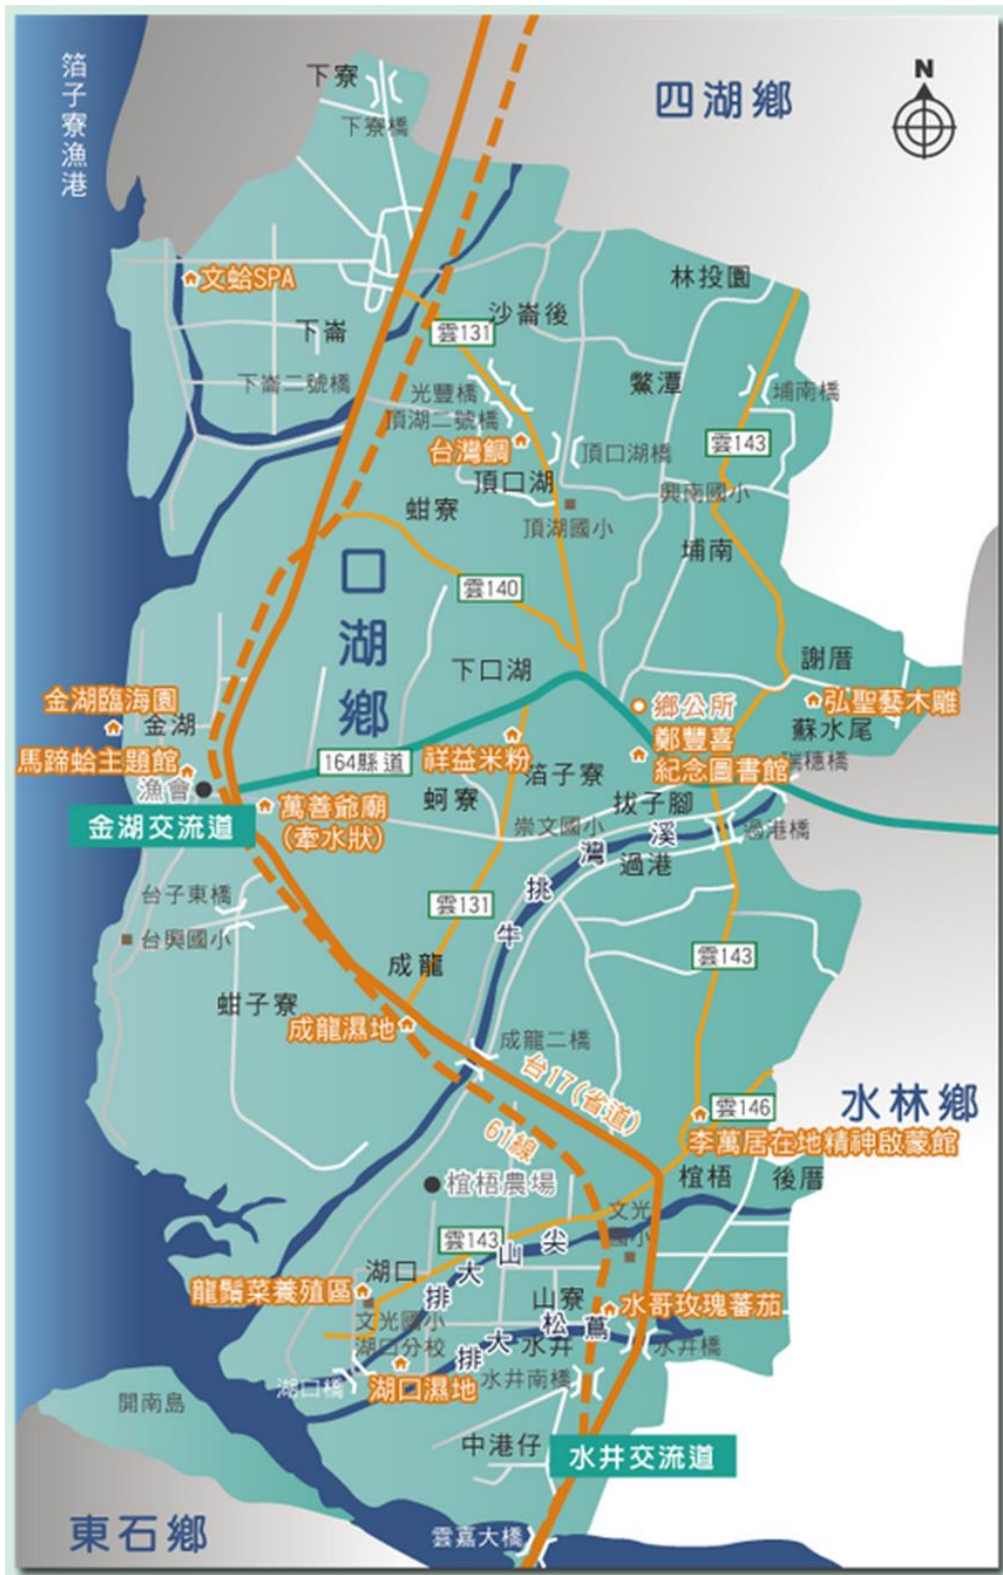 箔子寮漁港
下寮
下寮橋
四湖鄉
N
文蛤SPA
下崙
下崙二號橋
沙崙後
雲131
林投園
鱉潭
光豐橋
頂湖二號橋
台灣鯛
埔南橋
雲143
頂口湖橋
頂口湖
興南國小
蚶寮
頂湖國小
埔南
口湖鄉
雲140
下口湖
謝厝
金湖臨海園
金湖
馬蹄蛤主題館
漁會
鄉公所
弘聖藝木雕
蘇水尾
鄭豐喜
紀念圖書館
瑞穗橋
164縣道
祥益米粉
箔子寮
蚵寮
拔子腳
萬善爺廟
(牽水狀)
金湖交流道
崇文國小
過港橋
過港
牛挑灣溪
台子東橋
台興國小
雲131
成龍
雲143
蚶子寮
成龍濕地
成龍二橋
台17(省道)
61線
水林鄉
雲146
李萬居在地精神啟蒙館
椬梧農場
椬梧
後厝
文光
國小
雲143
尖山大排
湖口
龍鬚菜養殖區
山寮
水哥玫瑰蕃茄
文光國小
湖口分校
蔦松大排
水井
水井橋
湖口橋
湖口濕地
水井南橋
開南島
中港仔
水井交流道
東石鄉
雲嘉大橋